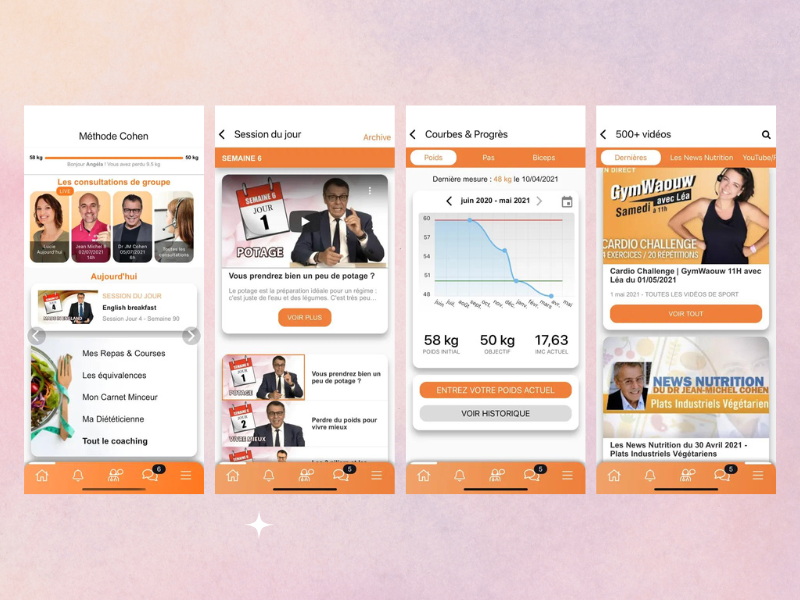 Méthode Cohen
58 kg
50 kg
Bonjour Angéla ! Vous avez perdu 5.5 kg
Les consultations de groupe
LIVE
Lucie
Aujourd'hui
Jean Michel B
02/07/2021
18h
Dr JM Cohen
05/07/2021
Toutes les
consultations
Aujourd'hui
SESSION DU JOUR
English breakfast
Session Jour 4 - Semaine 90
Mes Repas & Courses
Les équivalences
Mon Carnet Minceur
Ma Diététicienne
Tout le coaching
6
Session du jour
Archive
SEMAINE 6
SEMAINE 6
JOUR
1
POTAGE
Vous prendrez bien un peu de potage ?
Le potage est la préparation idéale pour un régime :
c'est juste de l'eau et des légumes. C'est très peu...
VOIR PLUS
JOUR
1
POTAGE
Vous prendrez bien un
peu de potage ?
JOUR
2
VIVRE MIEUX
Perdre du poids pour
vivre mieux
5
Courbes & Progrès
Poids
Pas
Biceps
Dernière mesure : 48 kg le 10/04/2021
juin 2020 - mai 2021
60
57
54
51
48
juin
juil.
août
sept.
oct.
nov.
déc.
janv.
févr.
mars
avr.
mai
58 kg
POIDS INITIAL
50 kg
OBJECTIF
17,63
IMC ACTUEL
ENTREZ VOTRE POIDS ACTUEL
VOIR HISTORIQUE
5
500+ vidéos
Dernières
Les News Nutrition
YouTube/F
EN DIRECT
GymWaouw
Samedi à 11h
avec Léa
CARDIO CHALLENGE
4 EXERCICES / 20 RÉPÉTITIONS
Cardio Challenge | GymWaouw 11H avec
Léa du 01/05/2021
1 mai 2021 - TOUTES LES VIDÉOS DE SPORT
VOIR TOUT
NEWS NUTRITION
DU DR JEAN-MICHEL COHEN
Plats Industriels Végétarien
Les News Nutrition du 30 Avril 2021 -
Plats Industriels Végétariens
5